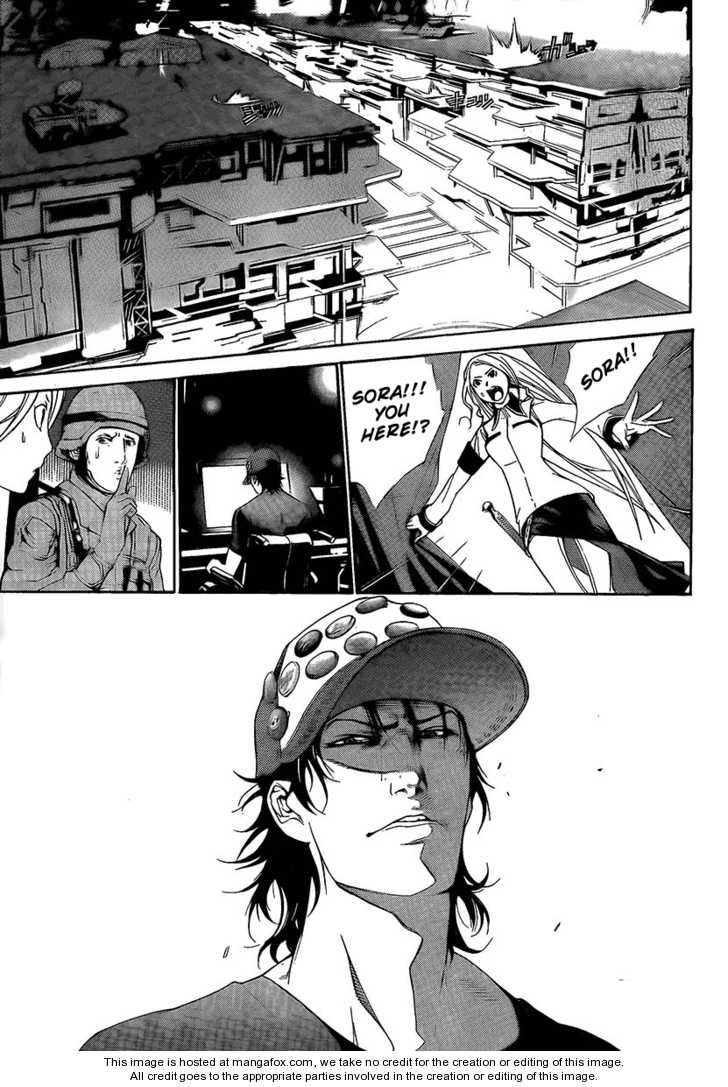 SORA!!
SORA!!!
YOU
HERE!?
This image is hosted at mangafox.com, we take no credit for the creation or editing of this image.
All credit goes to the appropriate parties involved in the creation or editing of this image.